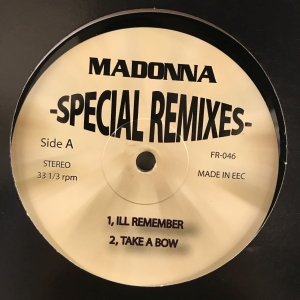 MADONNA
-SPECIAL REMIXES-
Side A
STEREO
33 1/3 rpm
FR-046
MADE IN EEC
1, ILL REMEMBER
2, TAKE A BOW